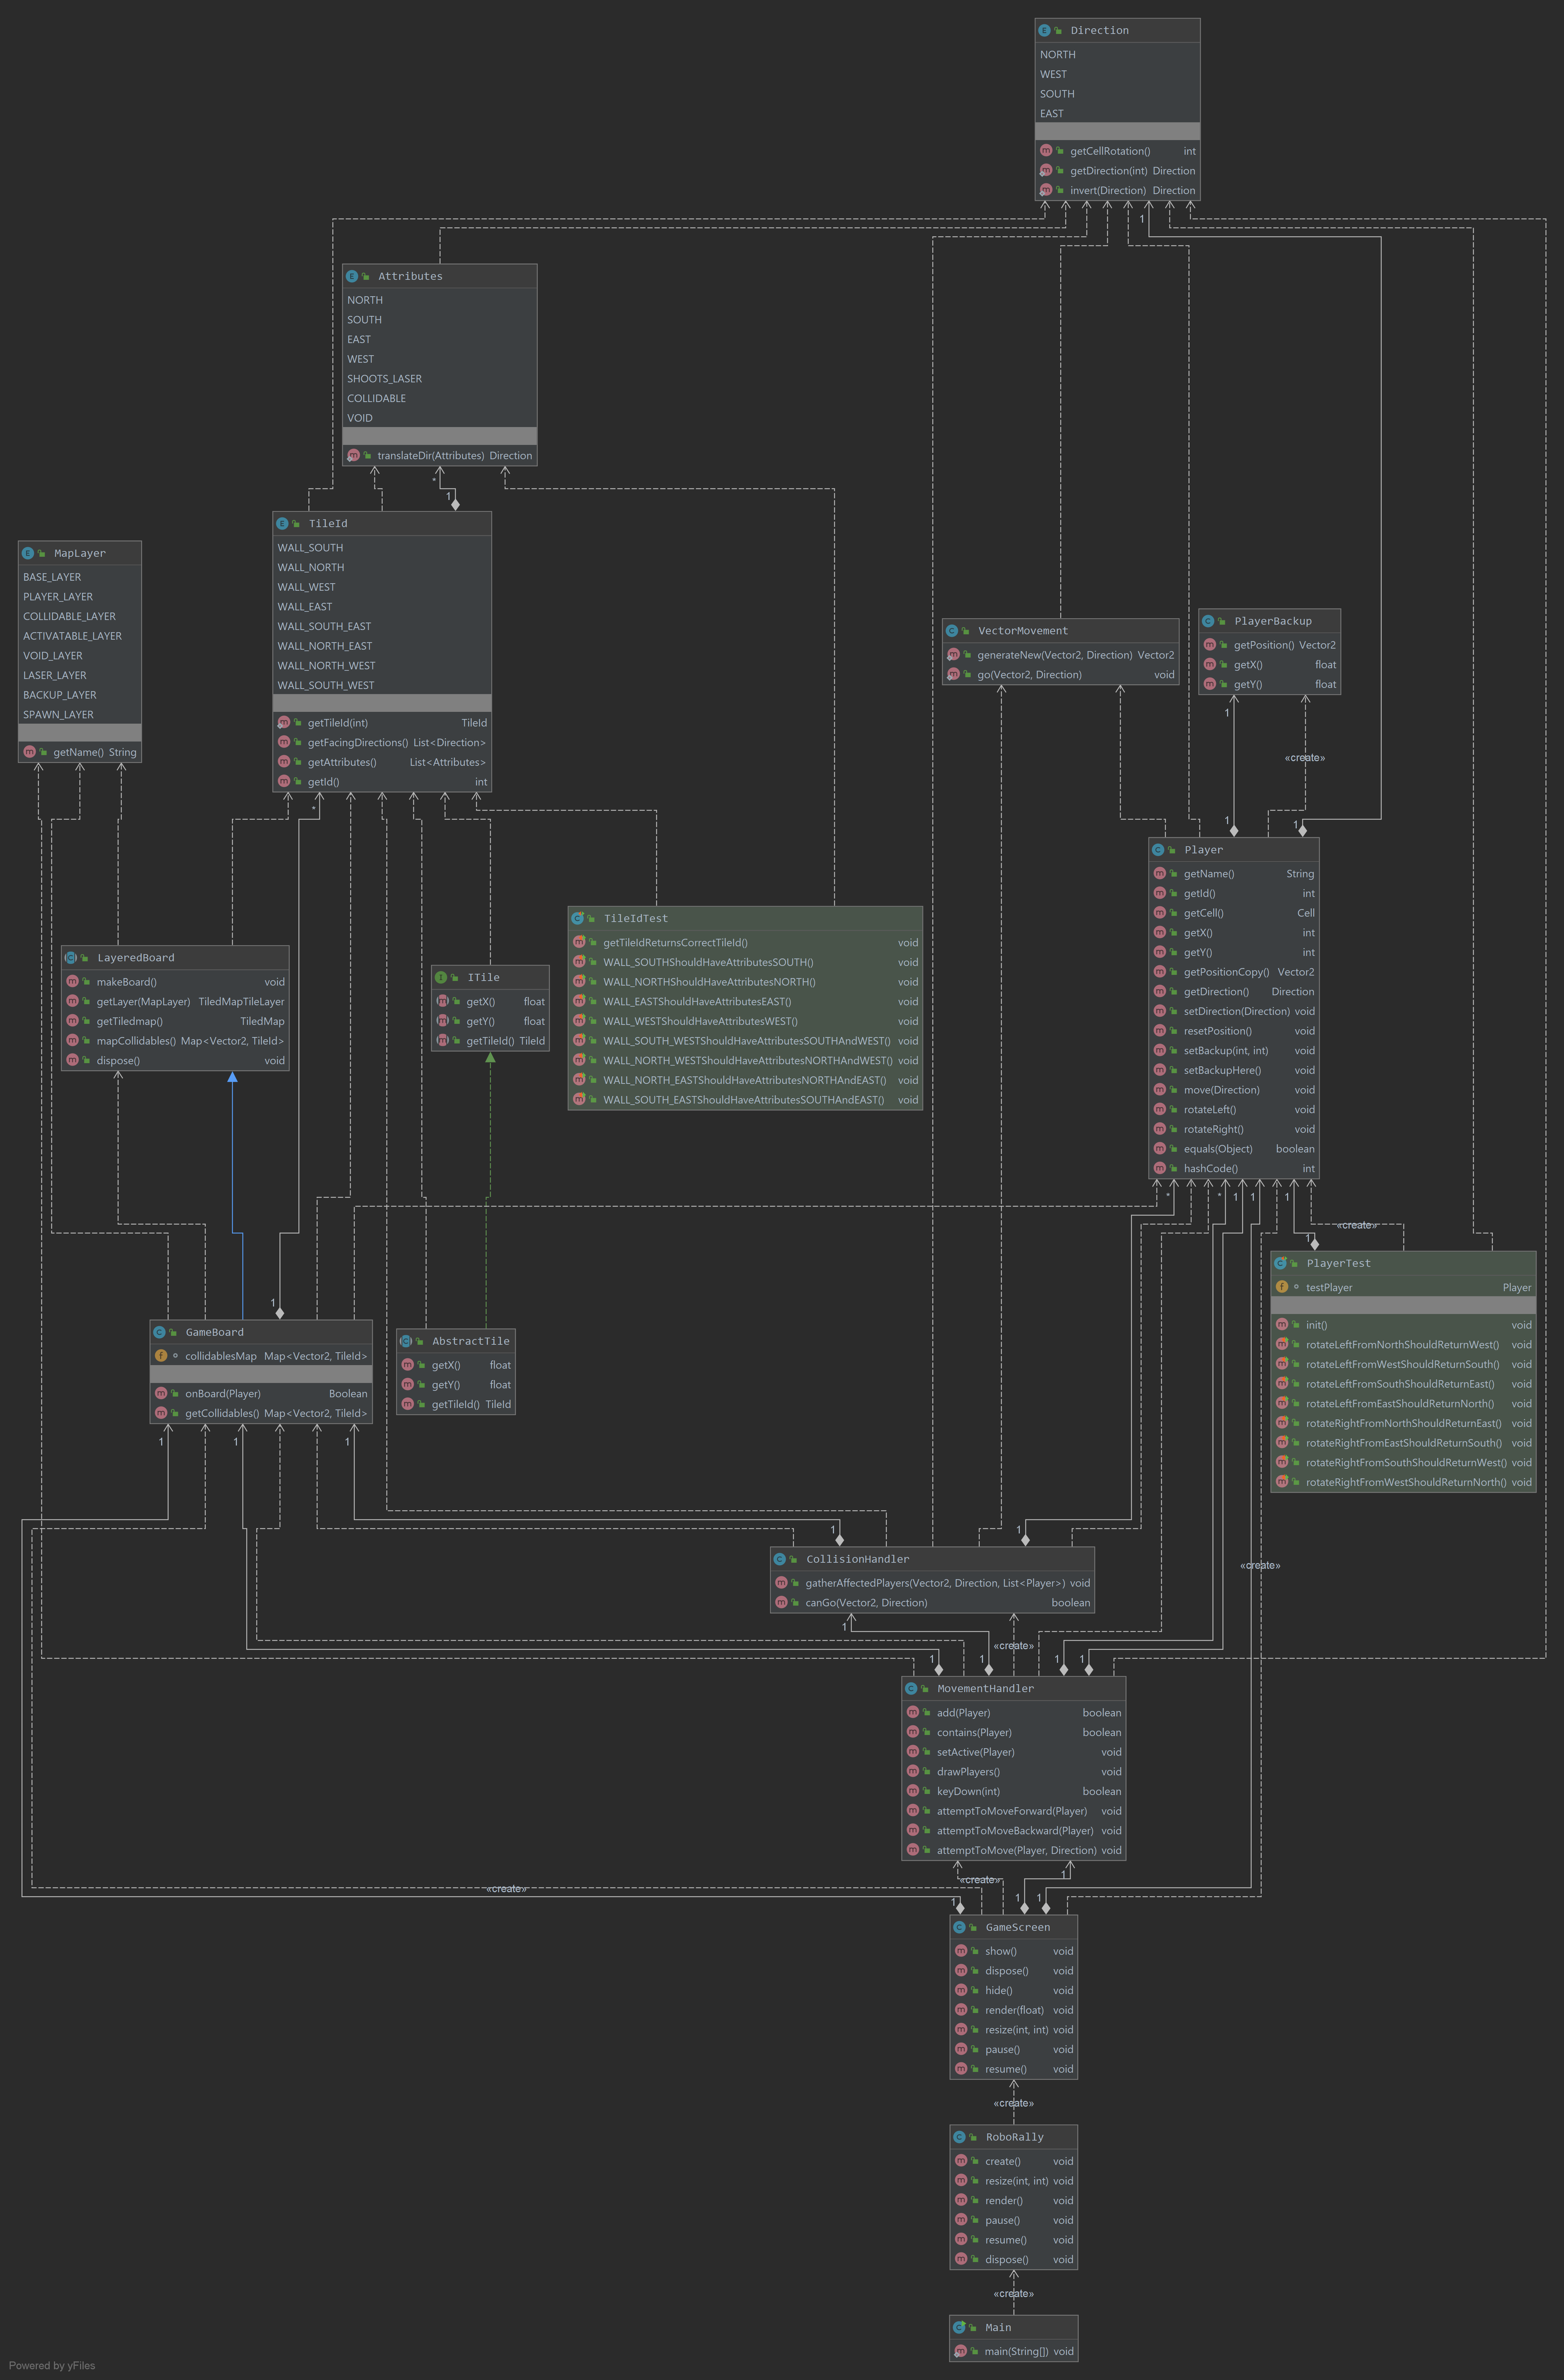 Direction
NORTH
WEST
SOUTH
EAST
getCellRotation() int
getDirection(int) Direction
invert(Direction) Direction
1
Attributes
NORTH
SOUTH
EAST
WEST
SHOOTS_LASER
COLLIDABLE
VOID
translateDir(Attributes) Direction
*
1
TileId
WALL_SOUTH
WALL_NORTH
WALL_WEST
WALL_EAST
WALL_SOUTH_EAST
WALL_NORTH_EAST
WALL_NORTH_WEST
WALL_SOUTH_WEST
getTileId(int) TileId
getFacingDirections() List<Direction>
getAttributes() List<Attributes>
getId() int
*
MapLayer
BASE_LAYER
PLAYER_LAYER
COLLIDABLE_LAYER
ACTIVATABLE_LAYER
VOID_LAYER
LASER_LAYER
BACKUP_LAYER
SPAWN_LAYER
getName() String
VectorMovement
generateNew(Vector2, Direction) Vector2
go(Vector2, Direction) void
PlayerBackup
getPosition() Vector2
getX() float
getY() float
1
«create»
1
1
Player
getName() String
getId() int
getCell() Cell
getX() int
getY() int
getPositionCopy() Vector2
getDirection() Direction
setDirection(Direction) void
resetPosition() void
setBackup(int, int) void
setBackupHere() void
move(Direction) void
rotateLeft() void
rotateRight() void
equals(Object) boolean
hashCode() int
*
*
1
1
1
«create»
1
TileIdTest
getTileIdReturnsCorrectTileId() void
WALL_SOUTHShouldHaveAttributesSOUTH() void
WALL_NORTHShouldHaveAttributesNORTH() void
WALL_EASTShouldHaveAttributesEAST() void
WALL_WESTShouldHaveAttributesWEST() void
WALL_SOUTH_WESTShouldHaveAttributesSOUTHAndWEST() void
WALL_NORTH_WESTShouldHaveAttributesNORTHAndWEST() void
WALL_NORTH_EASTShouldHaveAttributesNORTHAndEAST() void
WALL_SOUTH_EASTShouldHaveAttributesSOUTHAndEAST() void
LayeredBoard
makeBoard() void
getLayer(MapLayer) TiledMapTileLayer
getTiledmap() TiledMap
mapCollidables() Map<Vector2, TileId>
dispose() void
ITile
getX() float
getY() float
getTileId() TileId
PlayerTest
testPlayer Player
init() void
rotateLeftFromNorthShouldReturnWest() void
rotateLeftFromWestShouldReturnSouth() void
rotateLeftFromSouthShouldReturnEast() void
rotateLeftFromEastShouldReturnNorth() void
rotateRightFromNorthShouldReturnEast() void
rotateRightFromEastShouldReturnSouth() void
rotateRightFromSouthShouldReturnWest() void
rotateRightFromWestShouldReturnNorth() void
1
GameBoard
collidablesMap Map<Vector2, TileId>
onBoard(Player) Boolean
getCollidables() Map<Vector2, TileId>
1
1
1
AbstractTile
getX() float
getY() float
getTileId() TileId
1
1
CollisionHandler
gatherAffectedPlayers(Vector2, Direction, List<Player>) void
canGo(Vector2, Direction) boolean
«create»
1
«create»
1
1
1
1
MovementHandler
add(Player) boolean
contains(Player) boolean
setActive(Player) void
drawPlayers() void
keyDown(int) boolean
attemptToMoveForward(Player) void
attemptToMoveBackward(Player) void
attemptToMove(Player, Direction) void
1
«create»
«create»
1
1
1
GameScreen
show() void
dispose() void
hide() void
render(float) void
resize(int, int) void
pause() void
resume() void
«create»
RoboRally
create() void
resize(int, int) void
render() void
pause() void
resume() void
dispose() void
«create»
Main
main(String[]) void
Powered by yFiles